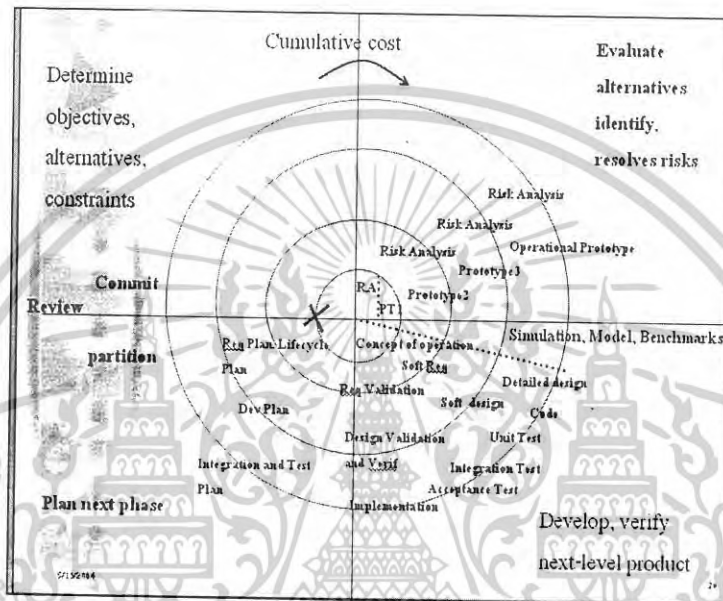 Cumulative cost
Determine
objectives,
alternatives,
constraints
Evaluate
alternatives
identify,
resolves risks
Risk Analysis
Risk Analysis
Risk Analysis
Operational Prototype
Prototype3
Prototype2
RA
PT1
Commit
Review
partition
Simulation, Model, Benchmarks
Req Plan Lifecycle
Plan
Concept of operation
Soft Req
Detailed design
Req Validation
Dev Plan
Soft design
Code
Design Validation
and Verif
Unit Test
Integration and Test
Plan
Integration Test
Acceptance Test
Plan next phase
Implementation
Develop, verify
next-level product